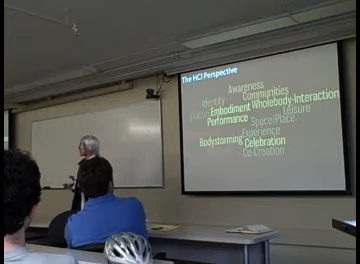 The HCI Perspective
Awareness
Communities
Identity
Embodiment Wholebody-Interaction
Leisure
Performance
Space/Place
Experience
Bodystorming Celebration
Co-Creation